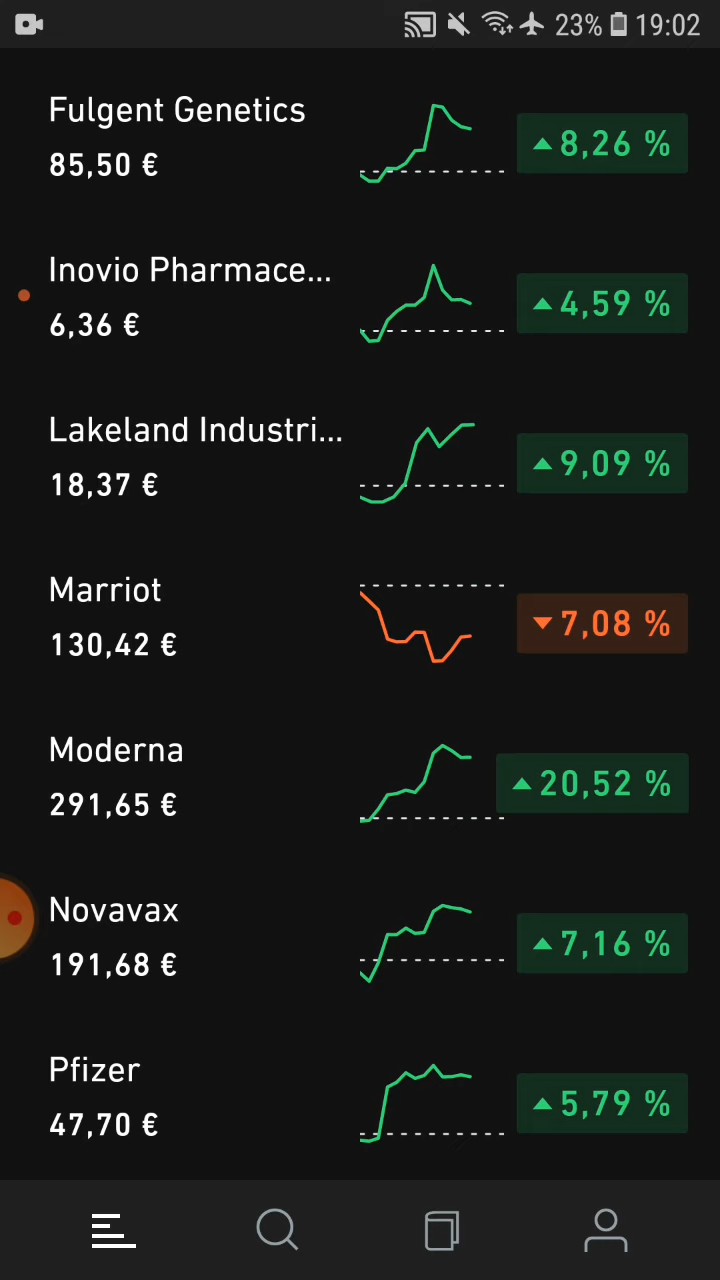 23% 19:02
Fulgent Genetics
85,50 €
8,26 %
Inovio Pharmace...
6,36 €
4,59 %
Lakeland Industri...
18,37 €
9,09 %
Marriot
130,42 €
7,08 %
Moderna
291,65 €
20,52 %
Novavax
191,68 €
7,16 %
Pfizer
47,70 €
5,79 %